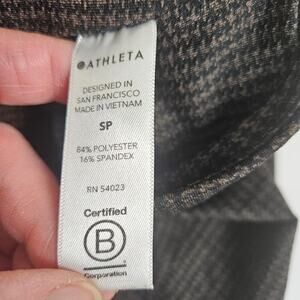 ATHLETA
DESIGNED IN
SAN FRANCISCO
MADE IN VIETNAM
SP
84% POLYESTER
16% SPANDEX
RN 54023
Certified
B
Corporation